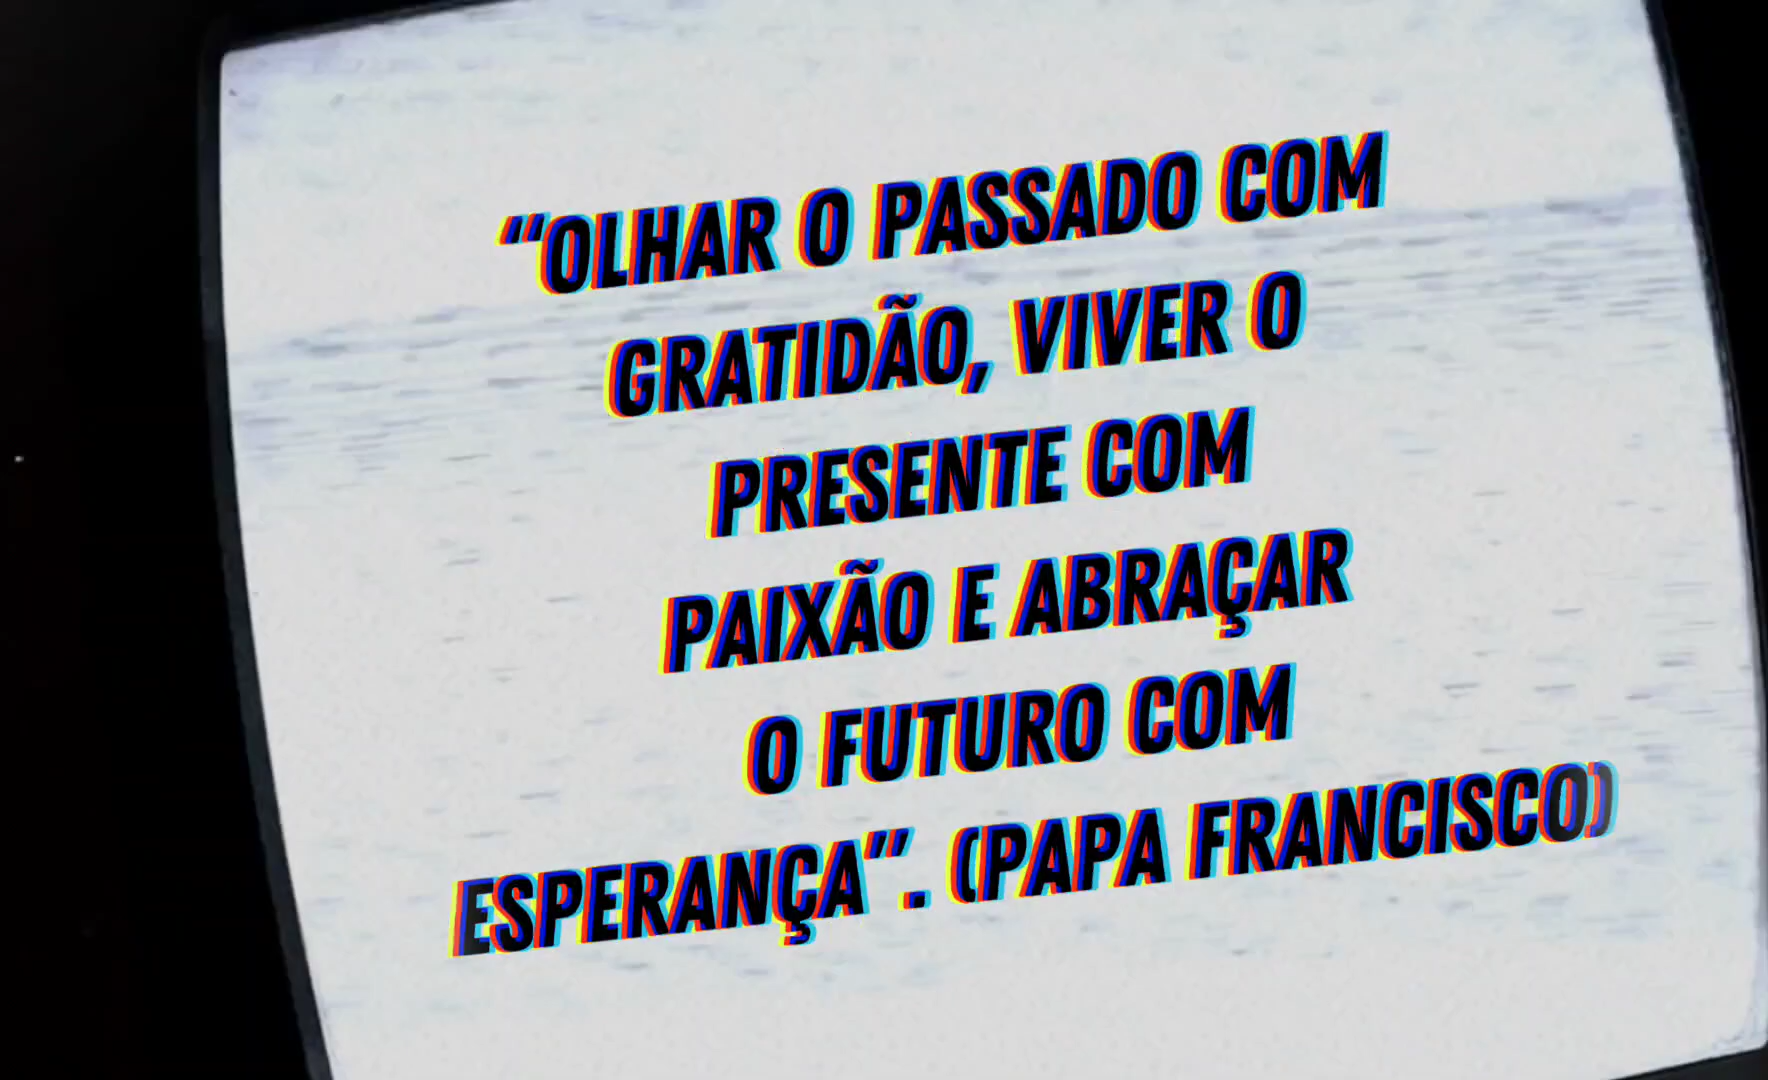 “OLHAR O PASSADO COM
GRATIDÃO, VIVER O
PRESENTE COM
PAIXÃO E ABRAÇAR
O FUTURO COM
ESPERANÇA”. (PAPA FRANCISCO)